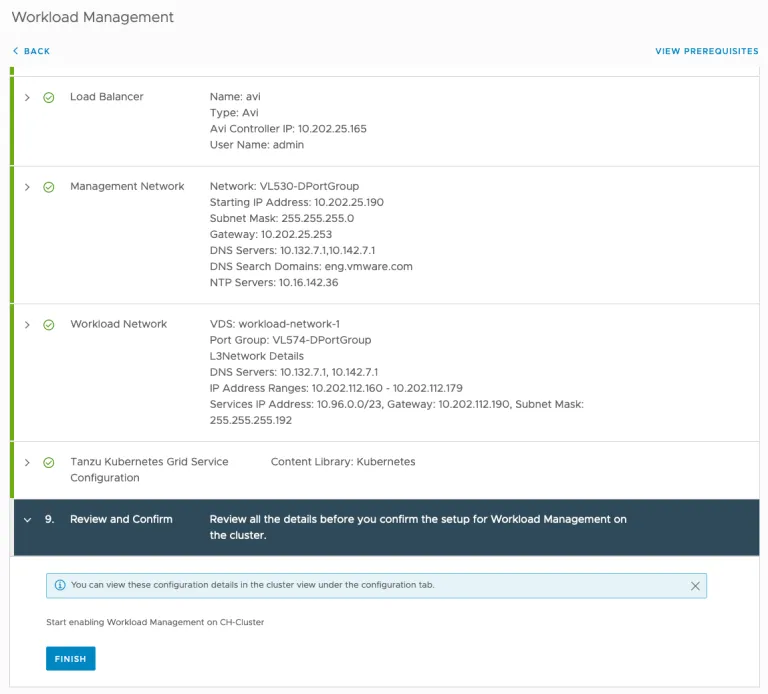 Workload Management
BACK
VIEW PREREQUISITES
Load Balancer
Name: avi
Type: Avi
Avi Controller IP: 10.202.25.165
User Name: admin
Management Network
Network: VL530-DPortGroup
Starting IP Address: 10.202.25.190
Subnet Mask: 255.255.255.0
Gateway: 10.202.25.253
DNS Servers: 10.132.7.1,10.142.7.1
DNS Search Domains: eng.vmware.com
NTP Servers: 10.16.142.36
Workload Network
VDS: workload-network-1
Port Group: VL574-DPortGroup
L3Network Details
DNS Servers: 10.132.7.1, 10.142.7.1
IP Address Ranges: 10.202.112.160 - 10.202.112.179
Services IP Address: 10.96.0.0/23, Gateway: 10.202.112.190, Subnet Mask:
255.255.255.192
Tanzu Kubernetes Grid Service
Configuration
Content Library: Kubernetes
9. Review and Confirm
Review all the details before you confirm the setup for Workload Management on
the cluster.
You can view these configuration details in the cluster view under the configuration tab.
Start enabling Workload Management on CH-Cluster
FINISH